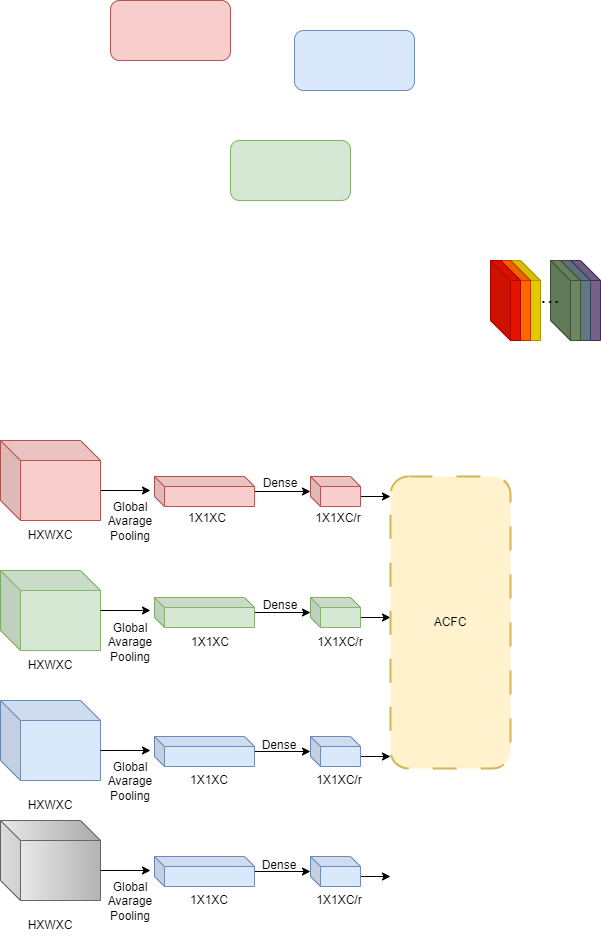 ...
Dense
Global
Avarage
Pooling
HXWXC
1X1XC
1X1XC/r
Dense
Global
Avarage
Pooling
HXWXC
1X1XC
1X1XC/r
ACFC
Dense
Global
Avarage
Pooling
HXWXC
1X1XC
1X1XC/r
Dense
Global
Avarage
Pooling
HXWXC
1X1XC
1X1XC/r